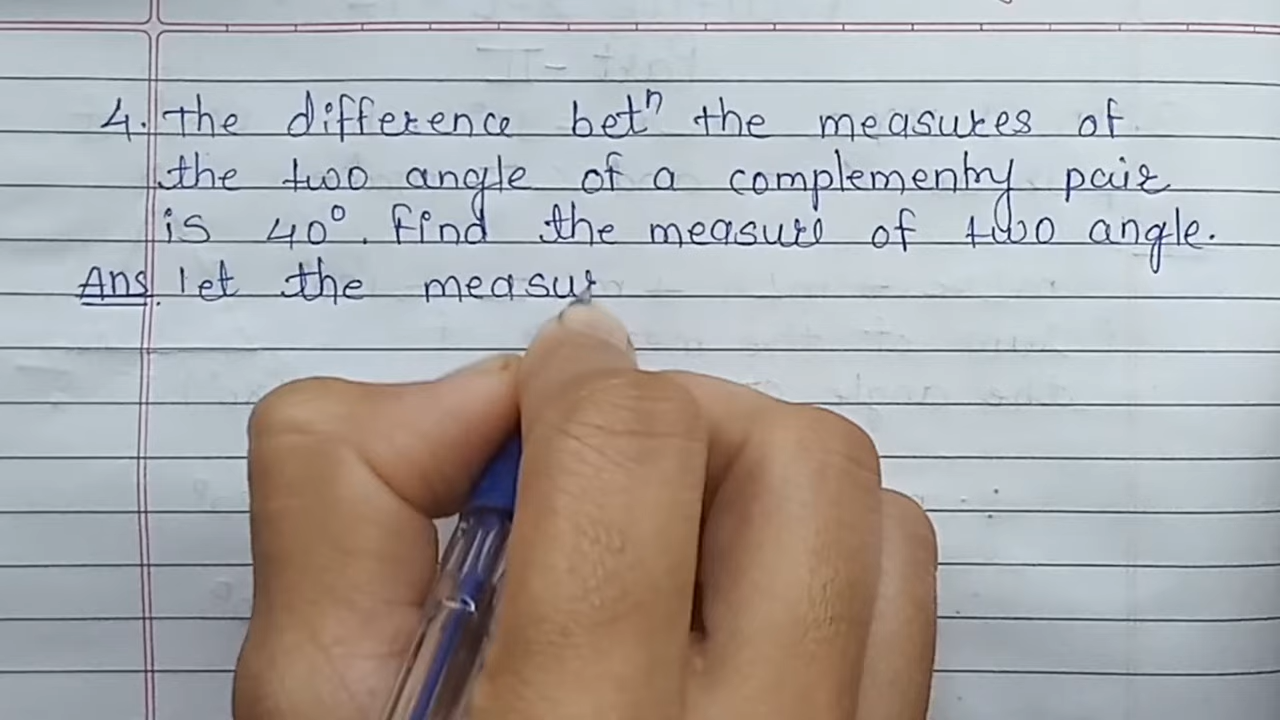 4. The difference betⁿ the measures of
the two angle of a complementry pair
is 40°. Find the measure of two angle.
Ans. let the measur